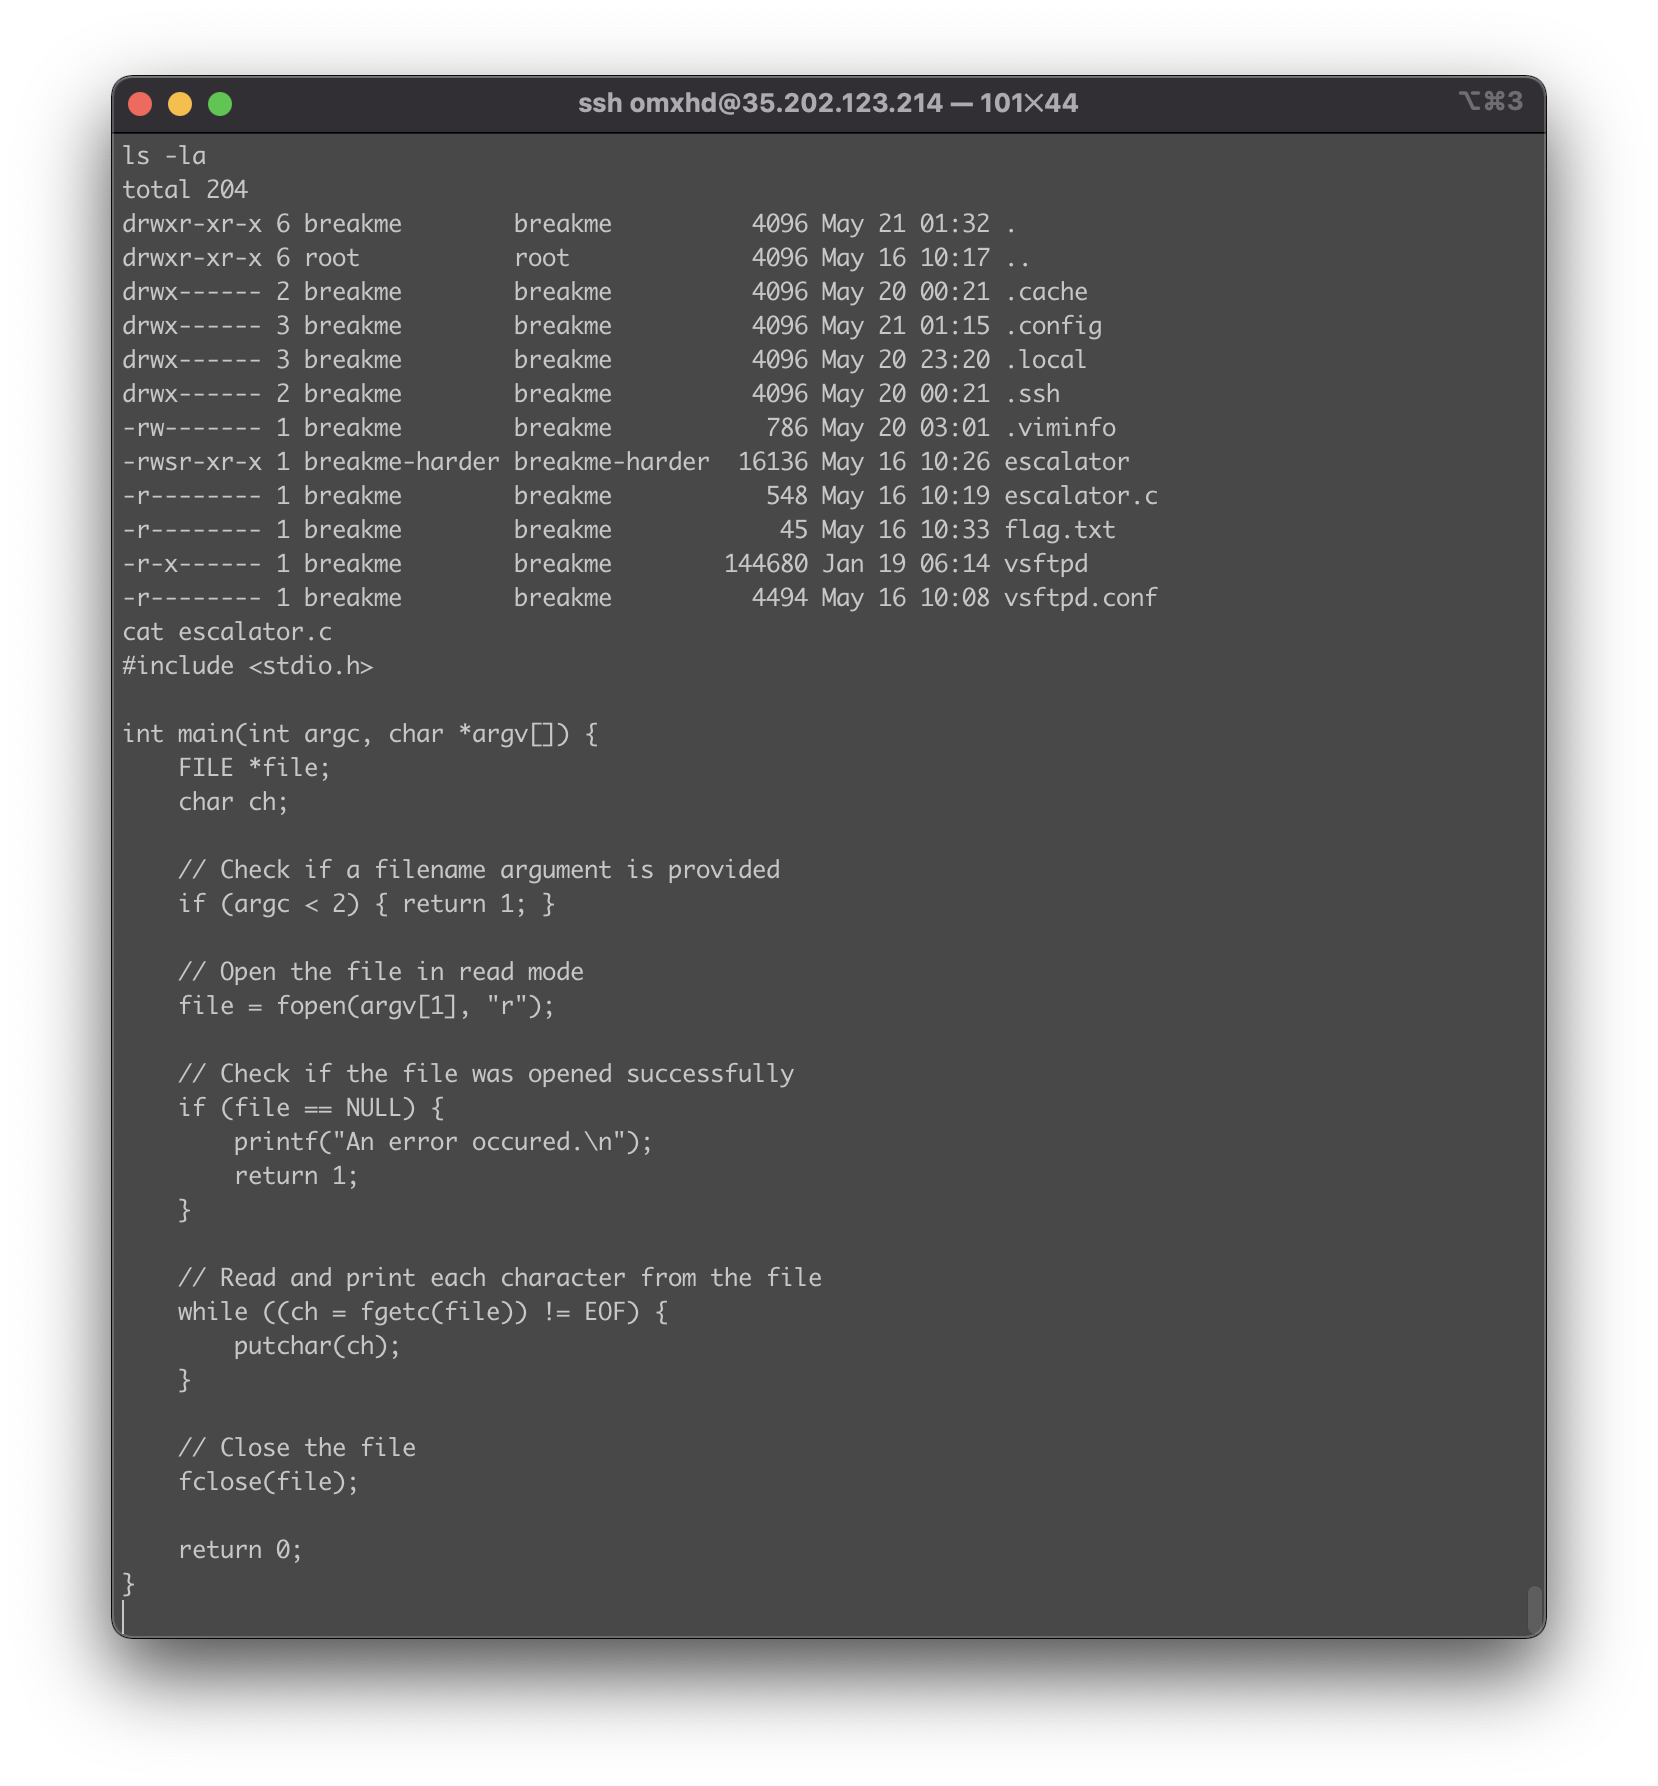 ssh omxhd@35.202.123.214 — 101✕44 ⌥⌘3
ls -la
total 204
drwxr-xr-x 6 breakme        breakme          4096 May 21 01:32 .
drwxr-xr-x 6 root           root             4096 May 16 10:17 ..
drwx------ 2 breakme        breakme          4096 May 20 00:21 .cache
drwx------ 3 breakme        breakme          4096 May 21 01:15 .config
drwx------ 3 breakme        breakme          4096 May 20 23:20 .local
drwx------ 2 breakme        breakme          4096 May 20 00:21 .ssh
-rw------- 1 breakme        breakme           786 May 20 03:01 .viminfo
-rwsr-xr-x 1 breakme-harder breakme-harder  16136 May 16 10:26 escalator
-r-------- 1 breakme        breakme           548 May 16 10:19 escalator.c
-r-------- 1 breakme        breakme            45 May 16 10:33 flag.txt
-r-x------ 1 breakme        breakme        144680 Jan 19 06:14 vsftpd
-r-------- 1 breakme        breakme          4494 May 16 10:08 vsftpd.conf
cat escalator.c
#include <stdio.h>

int main(int argc, char *argv[]) {
    FILE *file;
    char ch;

    // Check if a filename argument is provided
    if (argc < 2) { return 1; }

    // Open the file in read mode
    file = fopen(argv[1], "r");

    // Check if the file was opened successfully
    if (file == NULL) {
        printf("An error occured.\n");
        return 1;
    }

    // Read and print each character from the file
    while ((ch = fgetc(file)) != EOF) {
        putchar(ch);
    }

    // Close the file
    fclose(file);

    return 0;
}